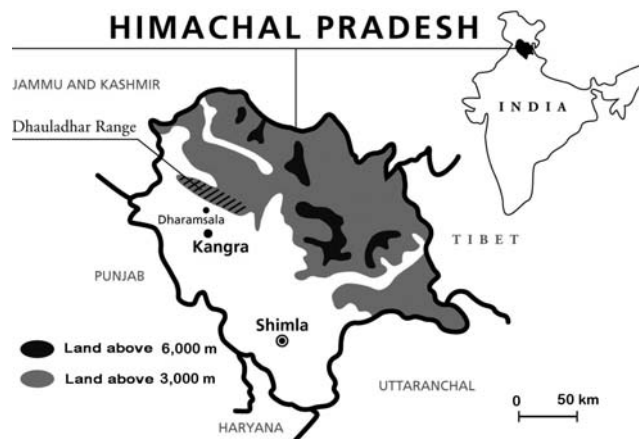 HIMACHAL PRADESH
JAMMU AND KASHMIR
INDIA
Dhauladhar Range
Dharamsala
Kangra
TIBET
PUNJAB
Shimla
Land above 6,000 m
Land above 3,000 m
UTTARANCHAL
0 50 km
HARYANA